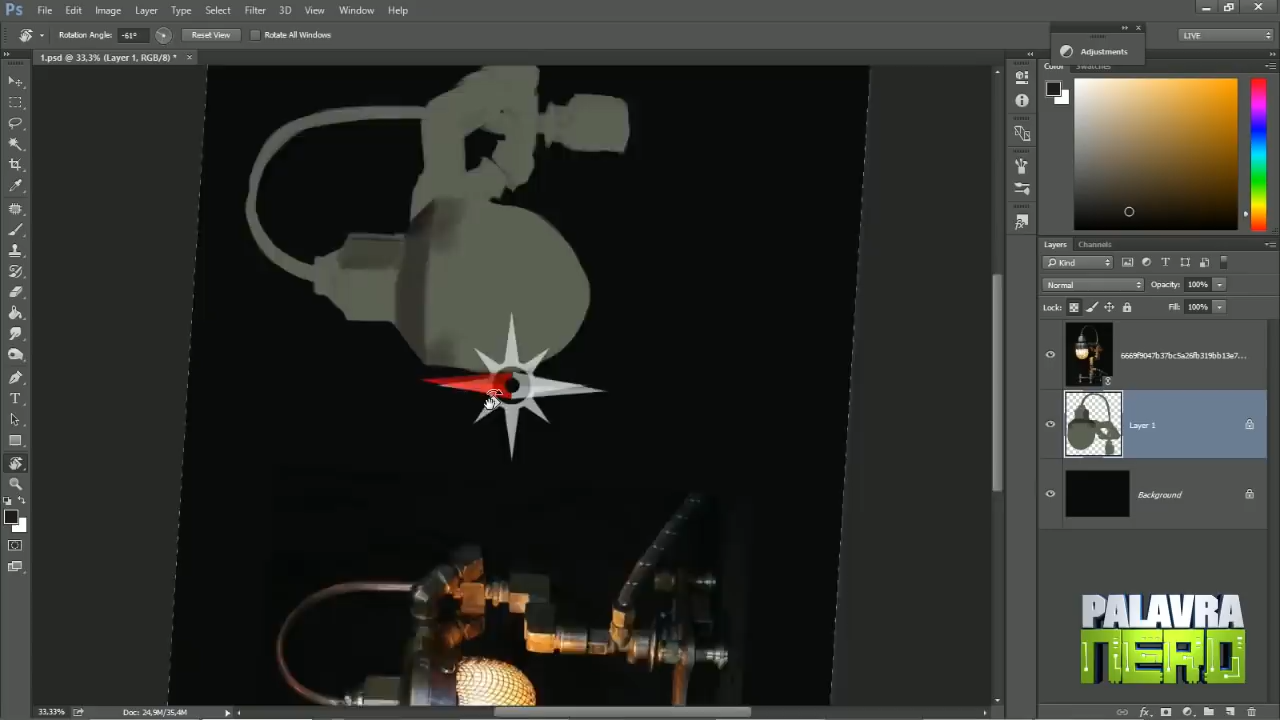 Ps File Edit Image Layer Type Select Filter 3D View Window Help
Rotation Angle: -61° Reset View Rotate All Windows LIVE
1.psd @ 33,3% (Layer 1, RGB/8) * ×
Adjustments
Color Swatches
Layers Channels
Kind
Normal Opacity: 100%
Lock: Fill: 100%
6669f9047b37bc5a26fb319bb13e7...
Layer 1
Background
PALAVRA
NERD
33,33% Doc: 24,9M/35,4M